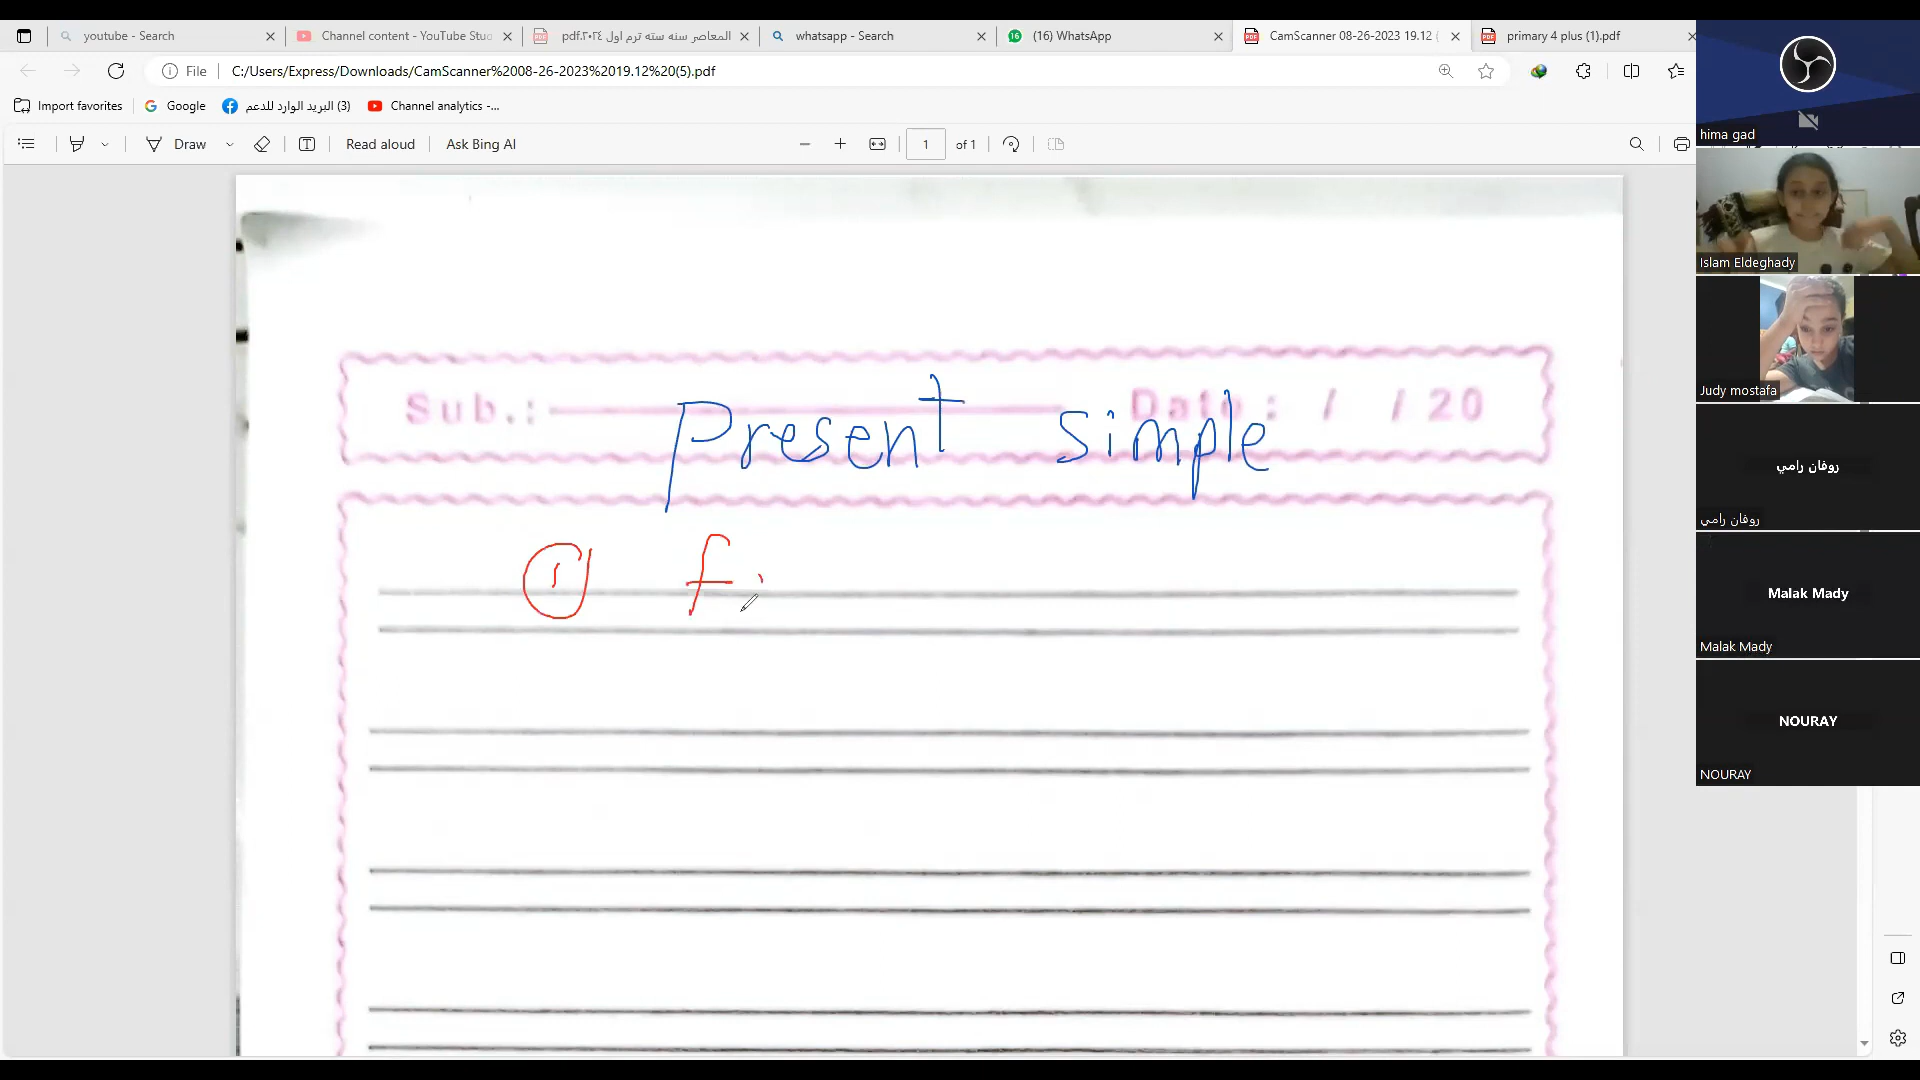 youtube - Search
Channel content - YouTube Stud
المعاصر سنه سته ترم اول ٢٠٢٤.pdf
whatsapp - Search
(16) WhatsApp
CamScanner 08-26-2023 19.12 (
primary 4 plus (1).pdf
File
C:/Users/Express/Downloads/CamScanner%2008-26-2023%2019.12%20(5).pdf
Import favorites
Google
(3) البريد الوارد للدعم
Channel analytics -...
Draw
Read aloud
Ask Bing AI
1
of 1
Sub.:
Date : / / 20
Present simple
1 f
hima gad
Islam Eldeghady
Judy mostafa
روفان رامي
روفان رامي
Malak Mady
Malak Mady
NOURAY
NOURAY